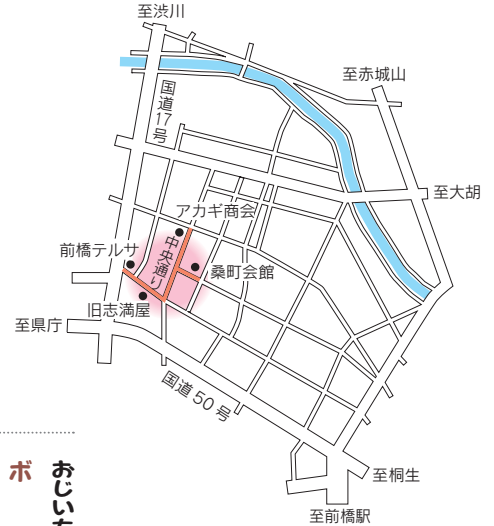 至渋川
至赤城山
国道17号
至大胡
アカギ商会
中央通り
前橋テルサ
桑町会館
旧志満屋
至県庁
国道50号
至桐生
至前橋駅
おじいち
ボ